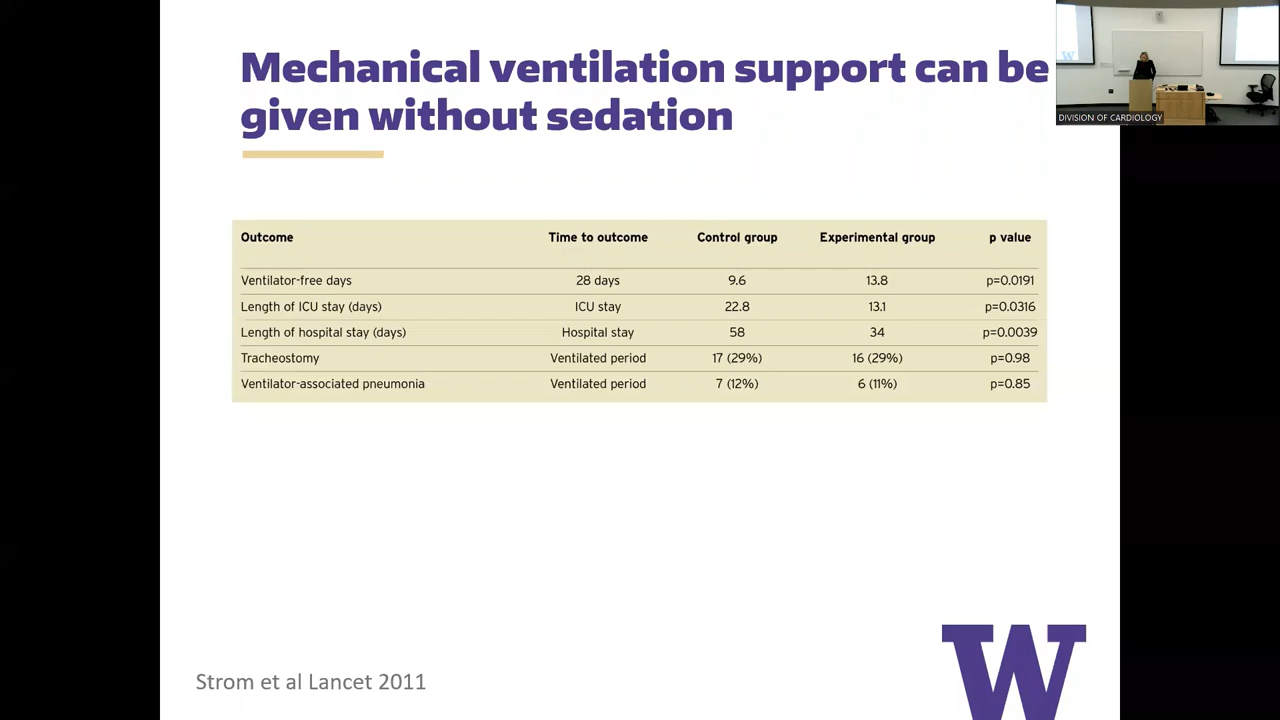 Mechanical ventilation support can be
given without sedation
DIVISION OF CARDIOLOGY
Outcome Time to outcome Control group Experimental group p value
Ventilator-free days 28 days 9.6 13.8 p=0.0191
Length of ICU stay (days) ICU stay 22.8 13.1 p=0.0316
Length of hospital stay (days) Hospital stay 58 34 p=0.0039
Tracheostomy Ventilated period 17 (29%) 16 (29%) p=0.98
Ventilator-associated pneumonia Ventilated period 7 (12%) 6 (11%) p=0.85
Strom et al Lancet 2011
W